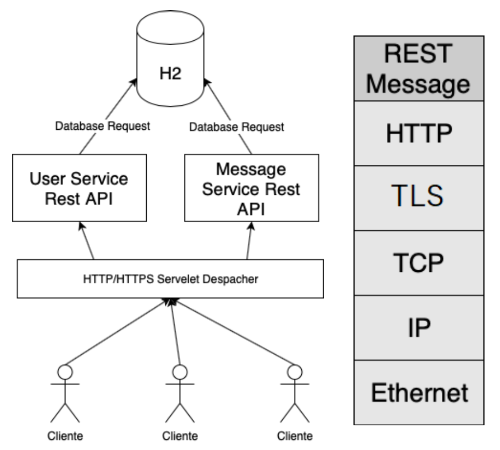 H2
Database Request
Database Request
User Service
Rest API
Message
Service Rest
API
HTTP/HTTPS Servelet Despacher
Cliente
Cliente
Cliente
REST
Message
HTTP
TLS
TCP
IP
Ethernet